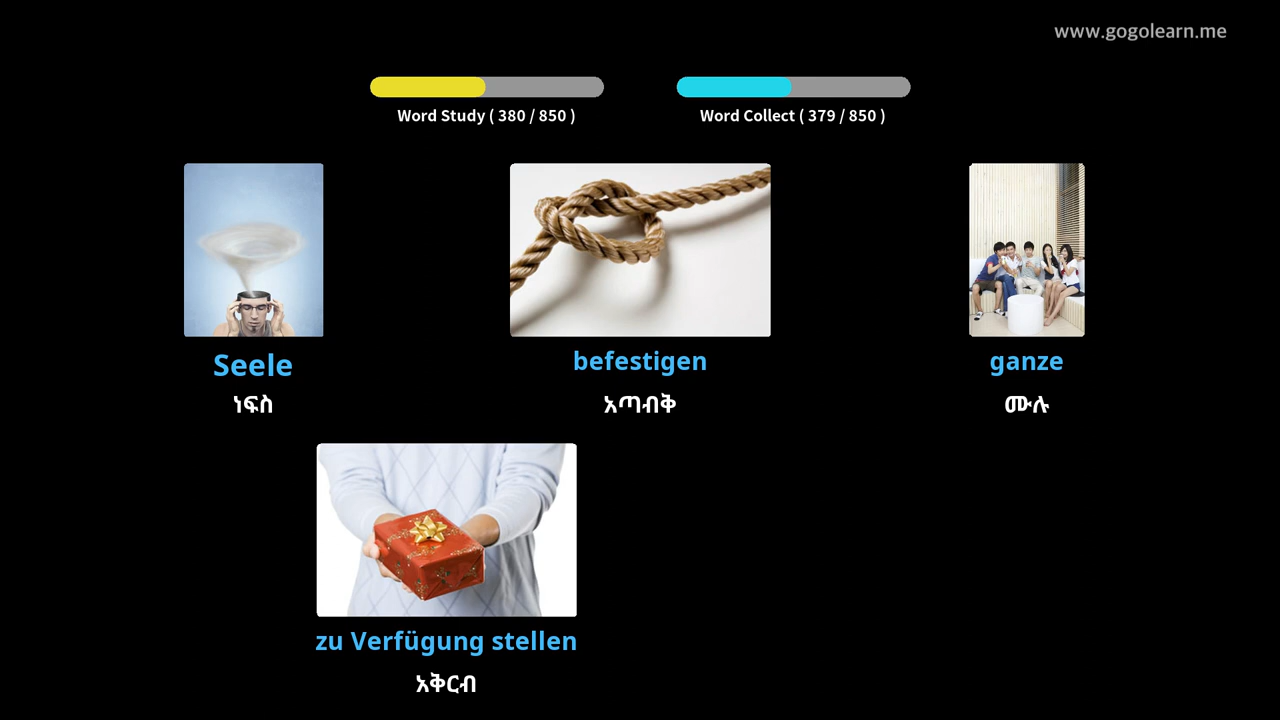 www.gogolearn.me
Word Study ( 380 / 850 )
Word Collect ( 379 / 850 )
Seele
befestigen
ganze
ነፍስ
አጣብቅ
ሙሉ
zu Verfügung stellen
አቅርብ